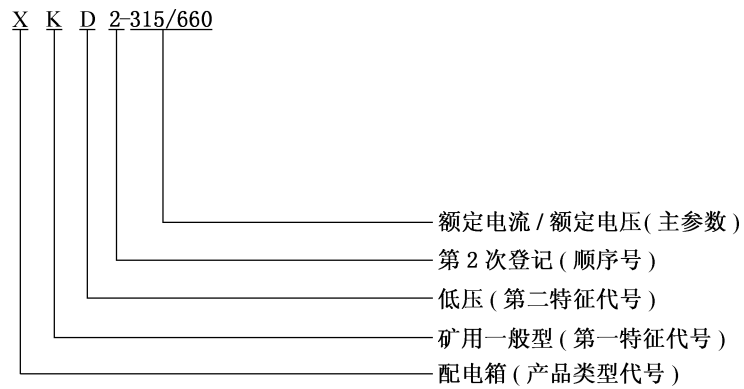 X K D 2-315/660
额定电流/额定电压(主参数)
第2次登记(顺序号)
低压(第二特征代号)
矿用一般型(第一特征代号)
配电箱(产品类型代号)